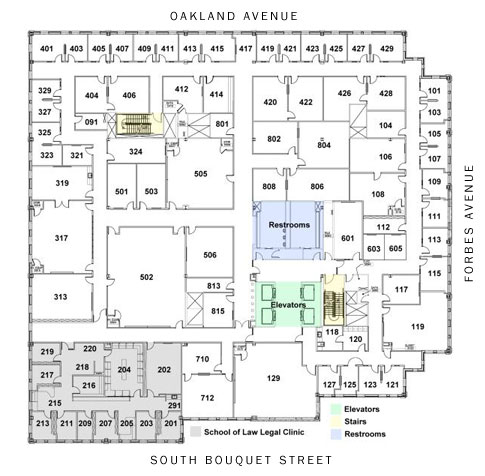 OAKLAND AVENUE
401 403 405 407 409 411 413 415 417 419 421 423 425 427 429
329 404 406 412 414 420 422 426 428 101
327 103
091 801 104
325 802 804 105
323 321 324 106 107
319 501 503 505 808 806 108 109
111
Restrooms
317 601 112 113
506 603 605
502 115
313 813 117
815 Elevators
118 119
120
219 220 710
217 218 204 202
216 129 127 125 123 121
215 291 712
213 211 209 207 205 203 201
Elevators
Stairs
Restrooms
School of Law Legal Clinic
FORBES AVENUE
SOUTH BOUQUET STREET